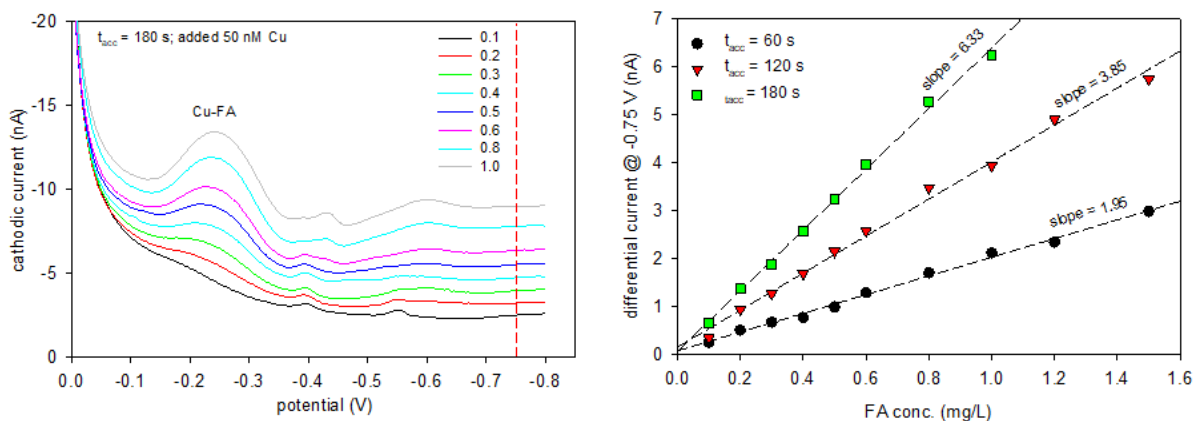 -20
-15
-10
-5
0
cathodic current (nA)
t_acc = 180 s; added 50 nM Cu
Cu-FA
0.1
0.2
0.3
0.4
0.5
0.6
0.8
1.0
0.0 -0.1 -0.2 -0.3 -0.4 -0.5 -0.6 -0.7 -0.8
potential (V)
7
6
5
4
3
2
1
0
differential current @ -0.75 V (nA)
t_acc = 60 s
t_acc = 120 s
tacc = 180 s
slope = 6.33
slope = 3.85
slope = 1.95
0.0 0.2 0.4 0.6 0.8 1.0 1.2 1.4 1.6
FA conc. (mg/L)